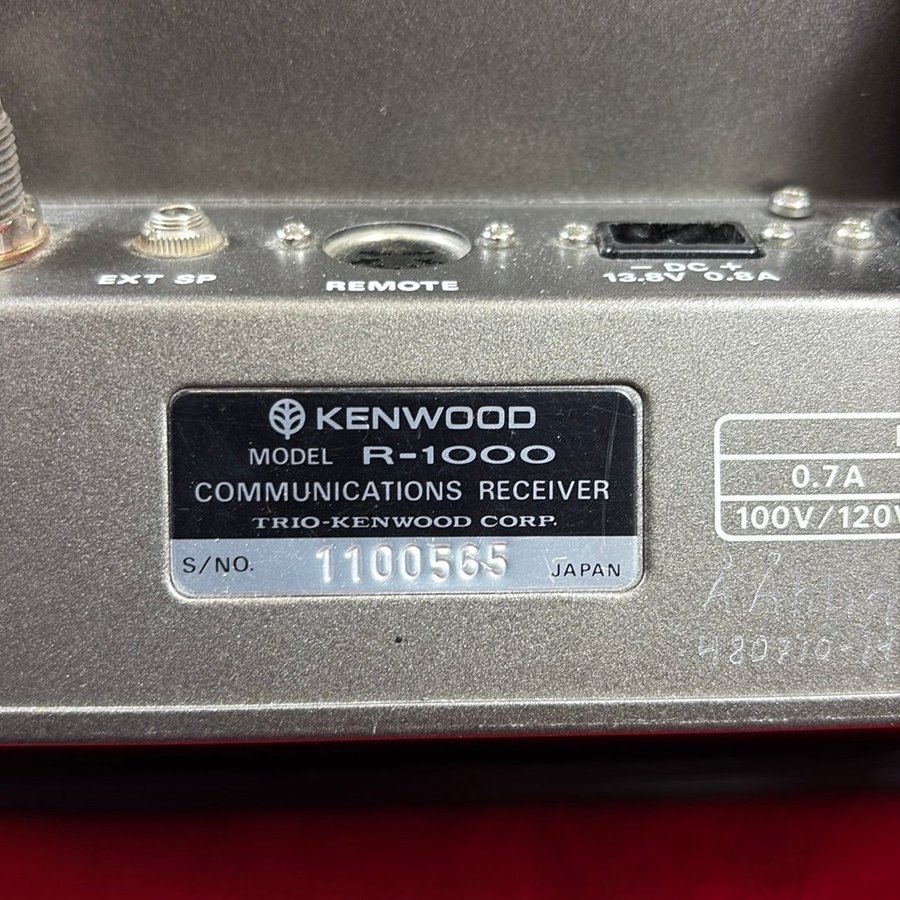 EXT SP
REMOTE
− DC +
13.8V 0.8A
KENWOOD
MODEL R-1000
COMMUNICATIONS RECEIVER
TRIO-KENWOOD CORP.
S/NO. 1100565 JAPAN
0.7A
100V/120V